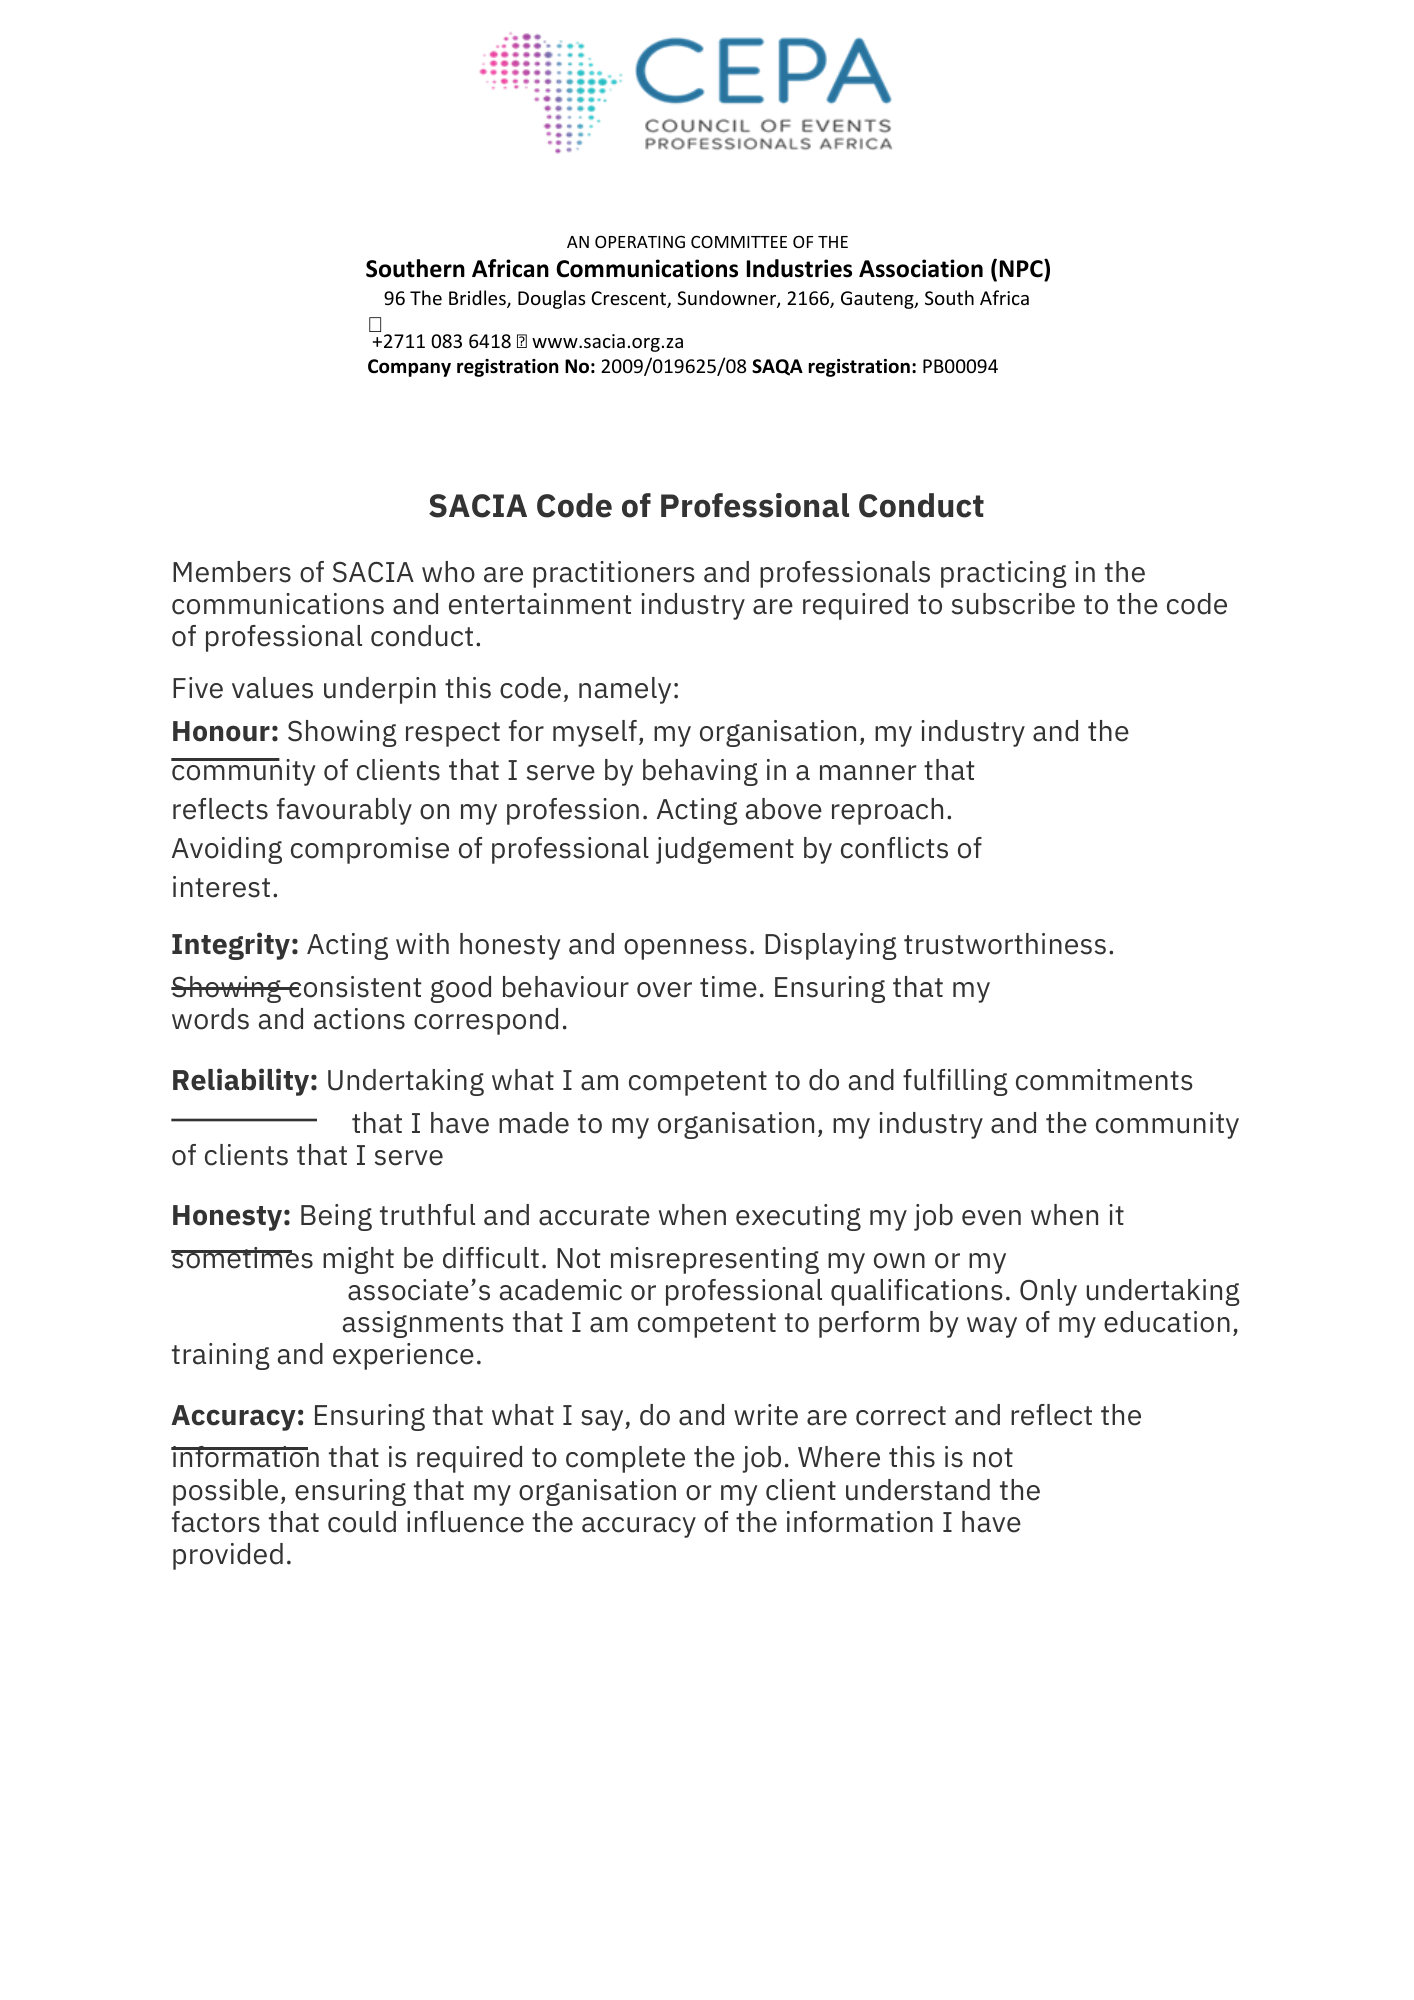 CEPA
COUNCIL OF EVENTS
PROFESSIONALS AFRICA
AN OPERATING COMMITTEE OF THE
Southern African Communications Industries Association (NPC)
96 The Bridles, Douglas Crescent, Sundowner, 2166, Gauteng, South Africa
+2711 083 6418 www.sacia.org.za
Company registration No: 2009/019625/08 SAQA registration: PB00094
SACIA Code of Professional Conduct
Members of SACIA who are practitioners and professionals practicing in the
communications and entertainment industry are required to subscribe to the code
of professional conduct.
Five values underpin this code, namely:
Honour: Showing respect for myself, my organisation, my industry and the
community of clients that I serve by behaving in a manner that
reflects favourably on my profession. Acting above reproach.
Avoiding compromise of professional judgement by conflicts of
interest.
Integrity: Acting with honesty and openness. Displaying trustworthiness.
Showing consistent good behaviour over time. Ensuring that my
words and actions correspond.
Reliability: Undertaking what I am competent to do and fulfilling commitments
that I have made to my organisation, my industry and the community
of clients that I serve
Honesty: Being truthful and accurate when executing my job even when it
sometimes might be difficult. Not misrepresenting my own or my
associate’s academic or professional qualifications. Only undertaking
assignments that I am competent to perform by way of my education,
training and experience.
Accuracy: Ensuring that what I say, do and write are correct and reflect the
information that is required to complete the job. Where this is not
possible, ensuring that my organisation or my client understand the
factors that could influence the accuracy of the information I have
provided.